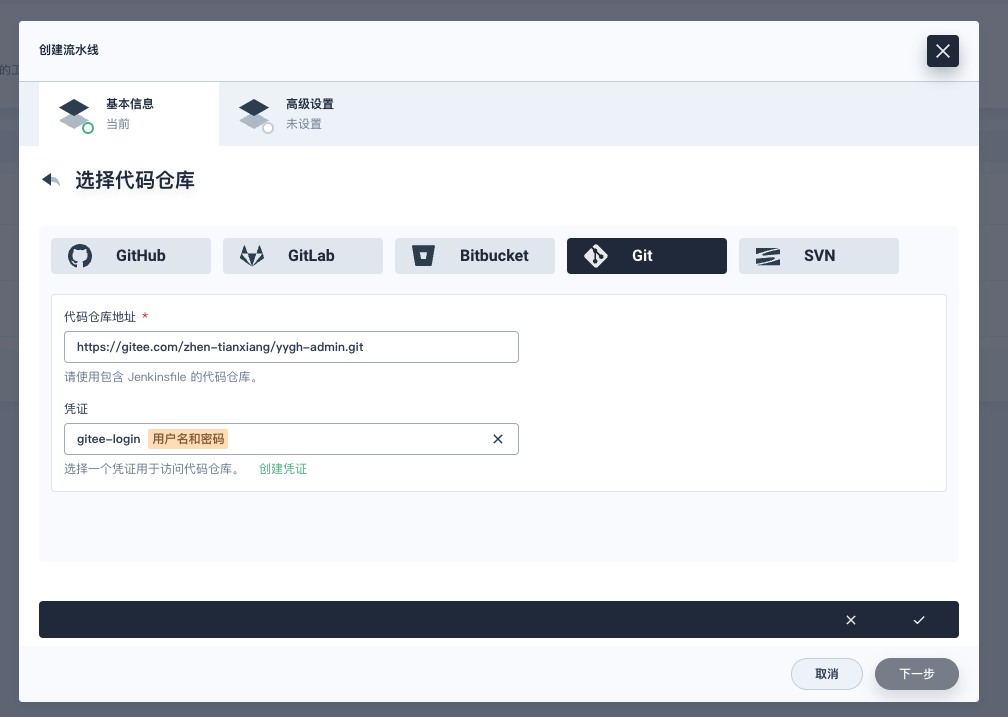 创建流水线
的工
基本信息
当前
高级设置
未设置
选择代码仓库
GitHub
GitLab
Bitbucket
Git
SVN
代码仓库地址 *
https://gitee.com/zhen-tianxiang/yygh-admin.git
请使用包含 Jenkinsfile 的代码仓库。
凭证
gitee-login 用户名和密码
选择一个凭证用于访问代码仓库。 创建凭证
取消
下一步